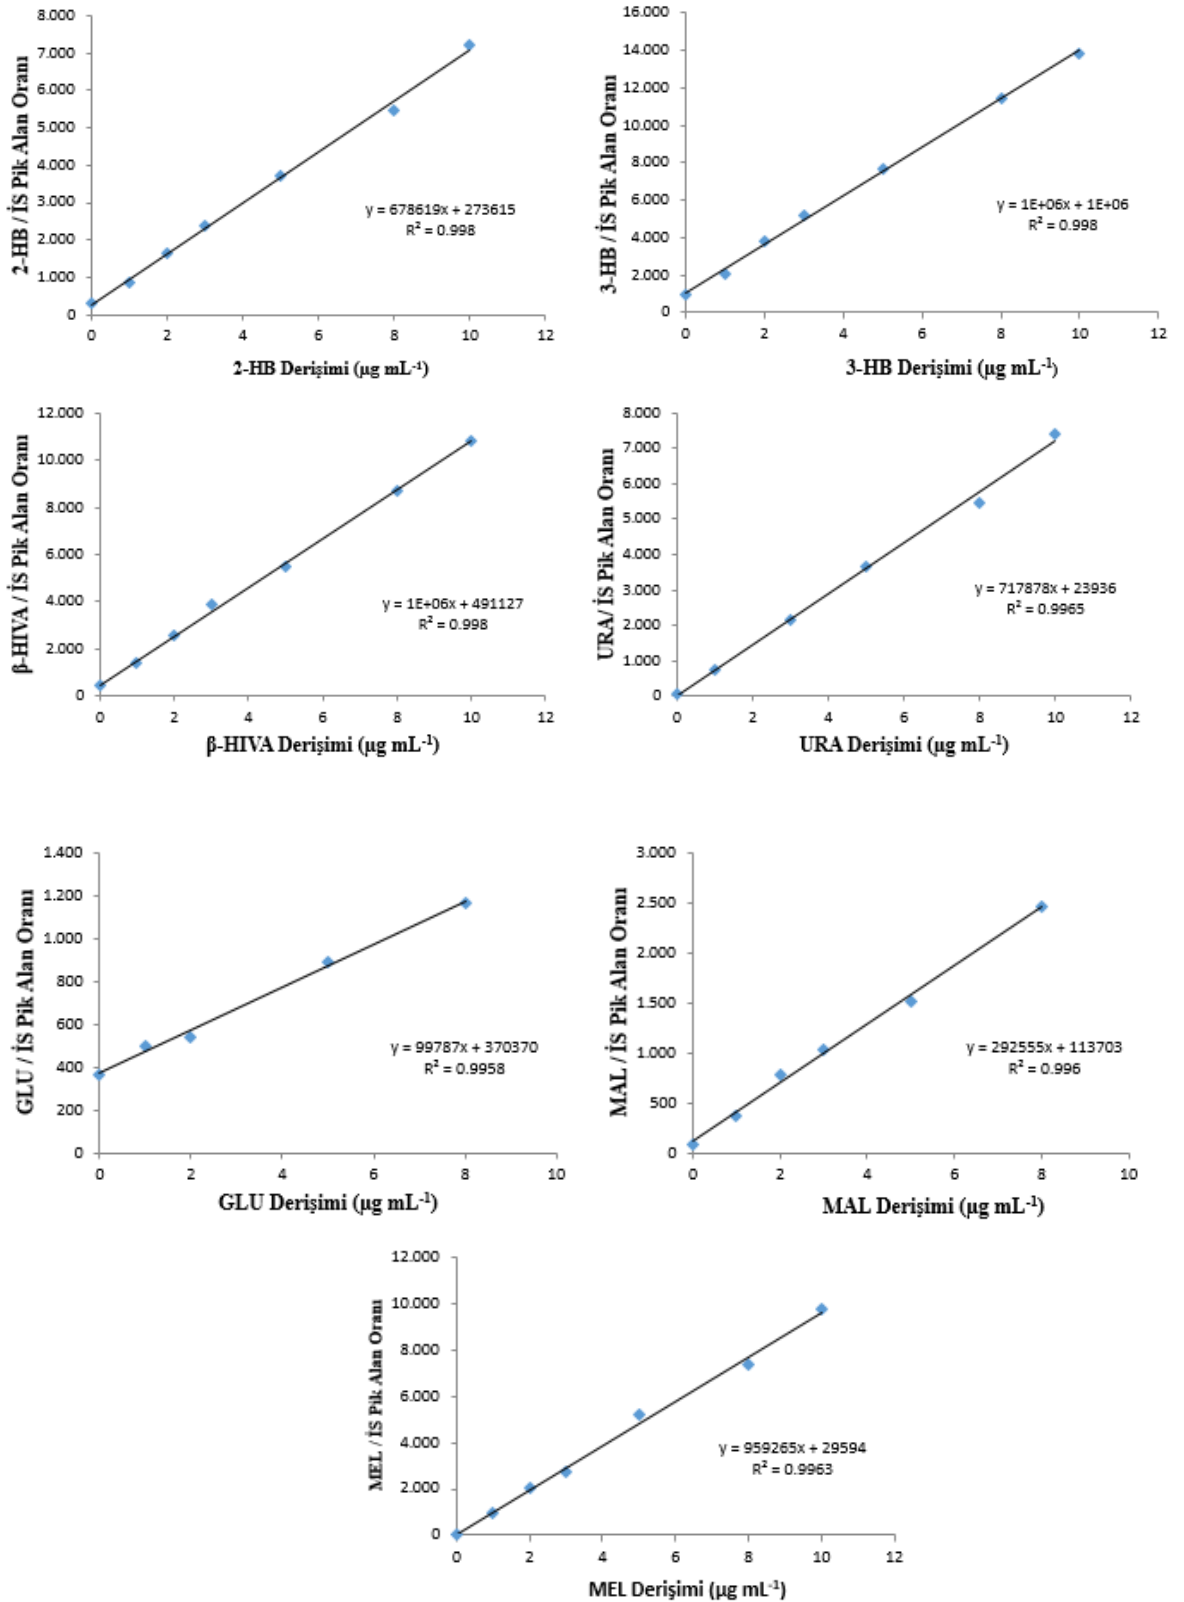 8.000
7.000
6.000
5.000
4.000
3.000
2.000
1.000
0
0 2 4 6 8 10 12
2-HB / İS Pik Alan Oranı
y = 678619x + 273615
R² = 0.998
2-HB Derişimi (µg mL⁻¹)
16.000
14.000
12.000
10.000
8.000
6.000
4.000
2.000
0
0 2 4 6 8 10 12
3-HB / İS Pik Alan Oranı
y = 1E+06x + 1E+06
R² = 0.998
3-HB Derişimi (µg mL⁻¹)
12.000
10.000
8.000
6.000
4.000
2.000
0
0 2 4 6 8 10 12
β-HIVA / İS Pik Alan Oranı
y = 1E+06x + 491127
R² = 0.998
β-HIVA Derişimi (µg mL⁻¹)
8.000
7.000
6.000
5.000
4.000
3.000
2.000
1.000
0
0 2 4 6 8 10 12
URA/ İS Pik Alan Oranı
y = 717878x + 23936
R² = 0.9965
URA Derişimi (µg mL⁻¹)
1.400
1.200
1.000
800
600
400
200
0
0 2 4 6 8 10
GLU / İS Pik Alan Oranı
y = 99787x + 370370
R² = 0.9958
GLU Derişimi (µg mL⁻¹)
3.000
2.500
2.000
1.500
1.000
500
0
0 2 4 6 8 10
MAL / İS Pik Alan Oranı
y = 292555x + 113703
R² = 0.996
MAL Derişimi (µg mL⁻¹)
12.000
10.000
8.000
6.000
4.000
2.000
0
0 2 4 6 8 10 12
MEL / İS Pik Alan Oranı
y = 959265x + 29594
R² = 0.9963
MEL Derişimi (µg mL⁻¹)